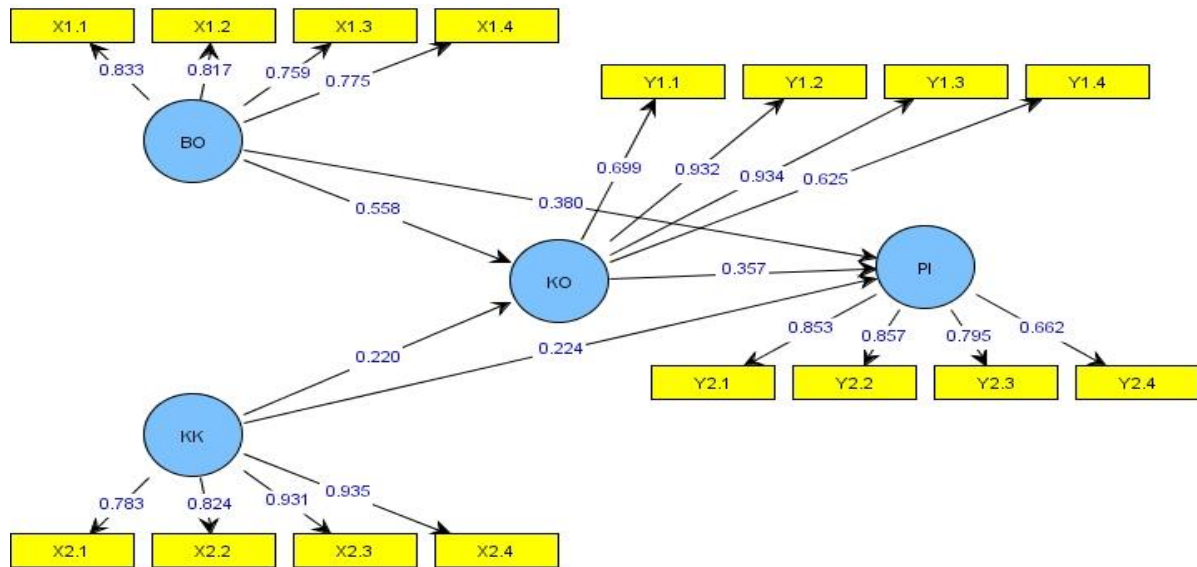 X1.1 X1.2 X1.3 X1.4
0.833 0.817 0.759 0.775
Y1.1 Y1.2 Y1.3 Y1.4
BO
0.699 0.932 0.934 0.625
0.558 0.380
KO PI
0.357
0.220 0.224
0.853 0.857 0.795 0.662
Y2.1 Y2.2 Y2.3 Y2.4
KK
0.783 0.824 0.931 0.935
X2.1 X2.2 X2.3 X2.4